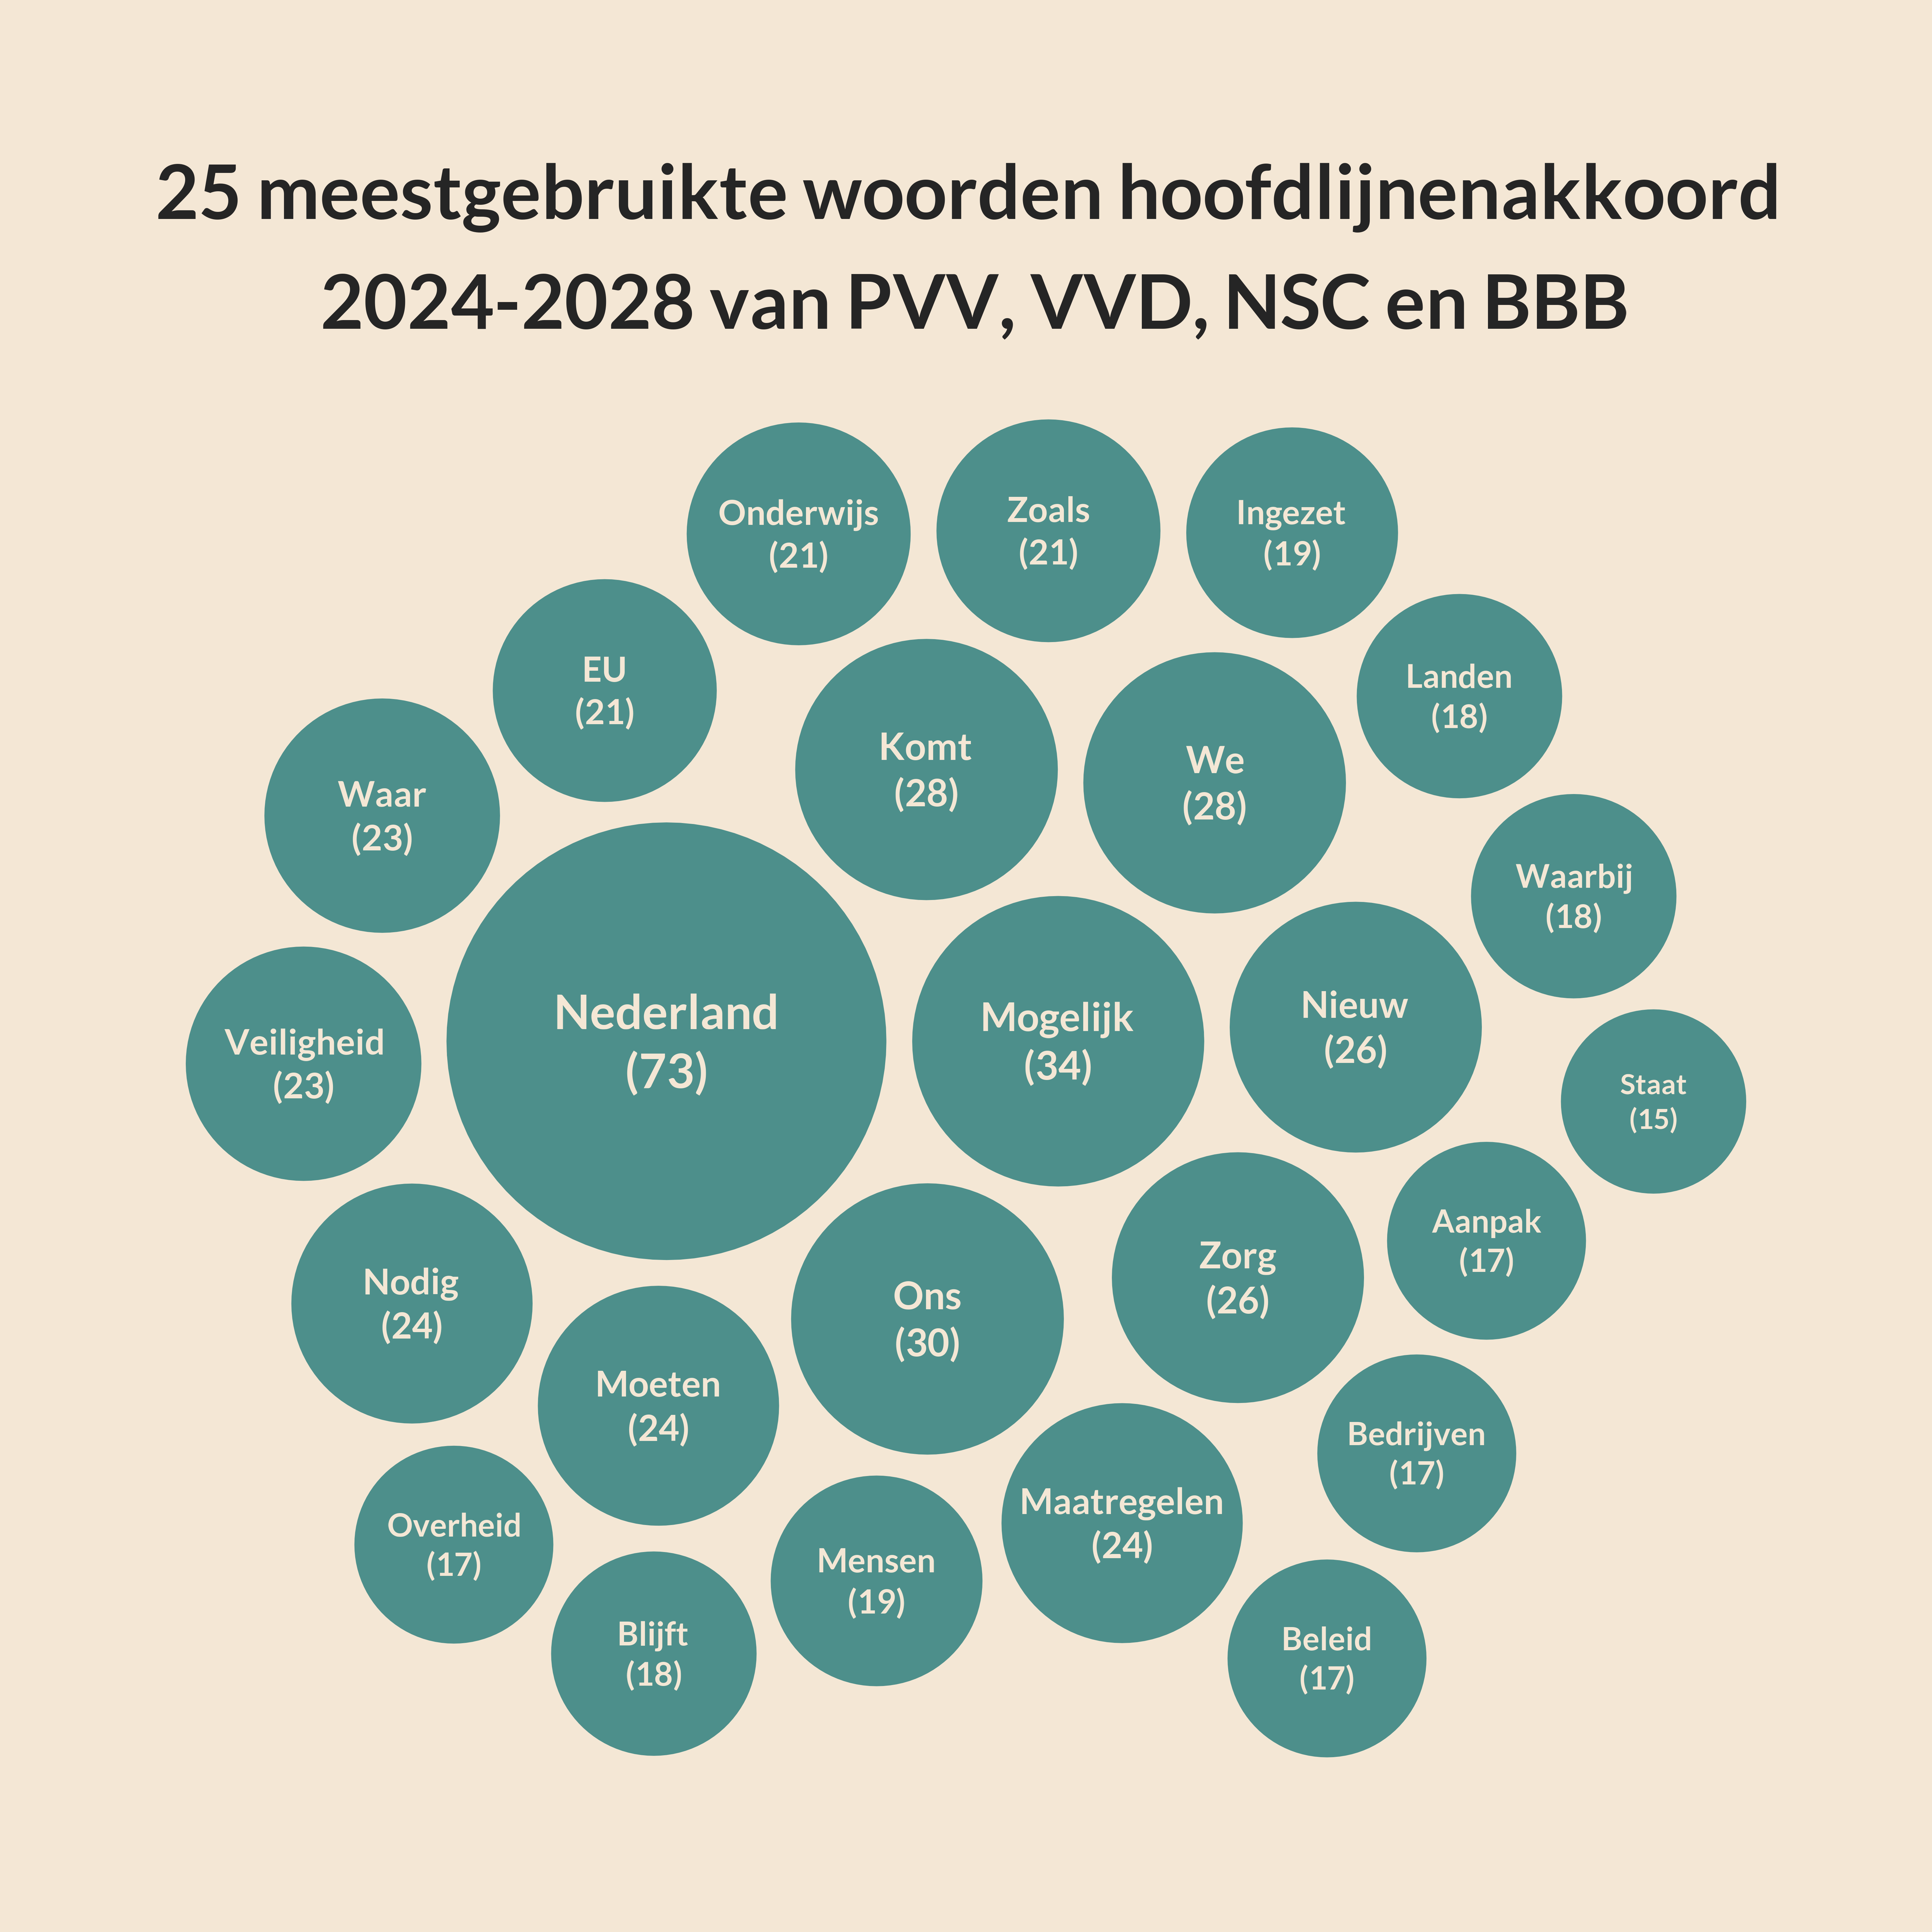 25 meestgebruikte woorden hoofdlijnenakkoord
2024-2028 van PVV, VVD, NSC en BBB
Onderwijs
(21)
Zoals
(21)
Ingezet
(19)
EU
(21)
Landen
(18)
Komt
(28)
We
(28)
Waar
(23)
Waarbij
(18)
Nederland
(73)
Mogelijk
(34)
Nieuw
(26)
Veiligheid
(23)
Staat
(15)
Aanpak
(17)
Zorg
(26)
Nodig
(24)
Ons
(30)
Moeten
(24)
Bedrijven
(17)
Maatregelen
(24)
Overheid
(17)
Mensen
(19)
Blijft
(18)
Beleid
(17)